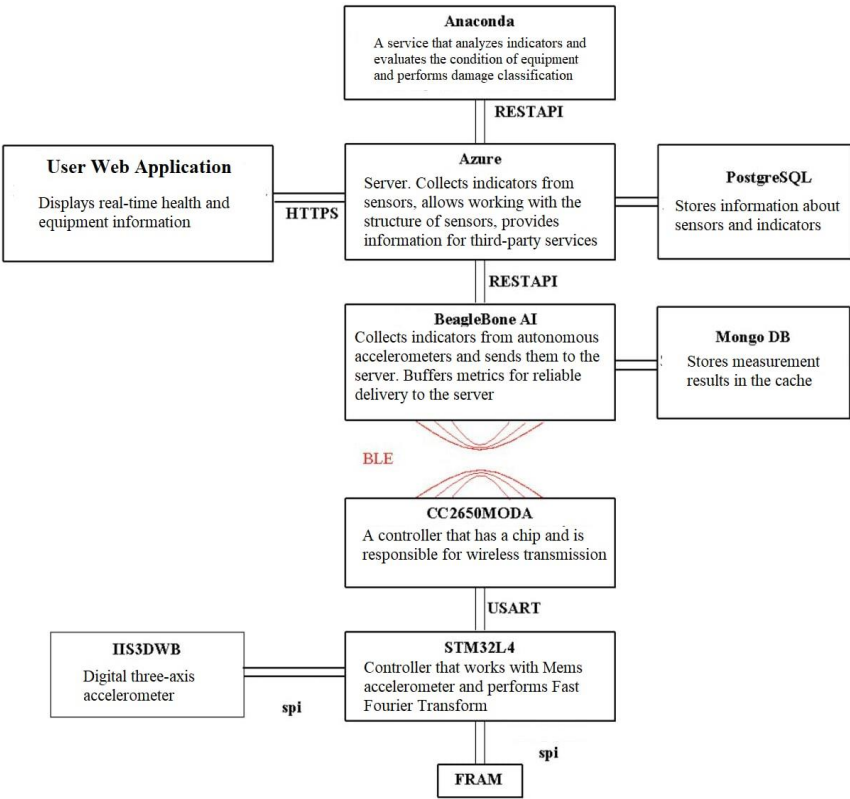 Anaconda
A service that analyzes indicators and
evaluates the condition of equipment
and performs damage classification
RESTAPI
User Web Application
Displays real-time health and
equipment information
HTTPS
Azure
Server. Collects indicators from
sensors, allows working with the
structure of sensors, provides
information for third-party services
PostgreSQL
Stores information about
sensors and indicators
RESTAPI
BeagleBone AI
Collects indicators from autonomous
accelerometers and sends them to the
server. Buffers metrics for reliable
delivery to the server
Mongo DB
Stores measurement
results in the cache
BLE
CC2650MODA
A controller that has a chip and is
responsible for wireless transmission
USART
IIS3DWB
Digital three-axis
accelerometer
spi
STM32L4
Controller that works with Mems
accelerometer and performs Fast
Fourier Transform
spi
FRAM